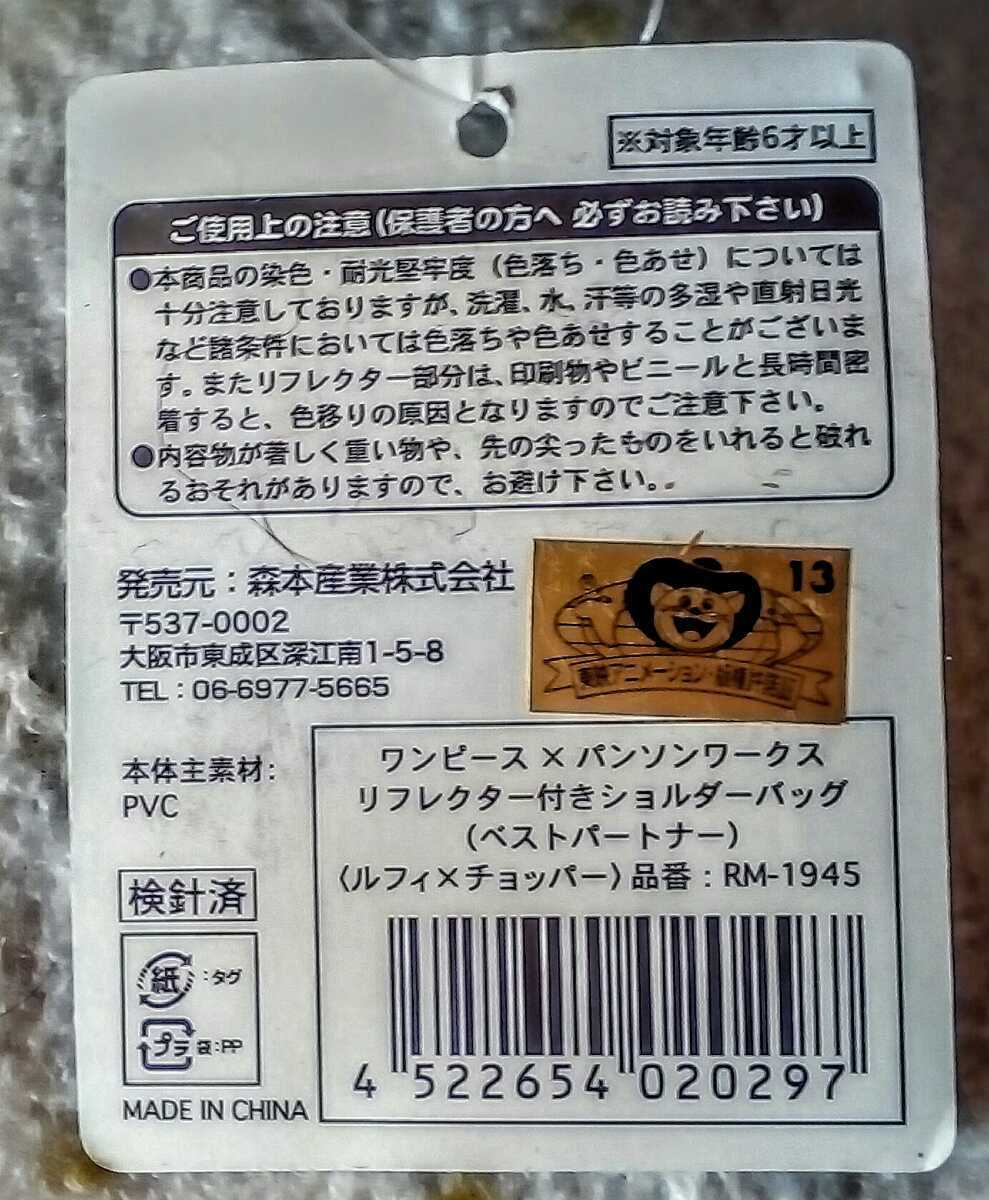 ※対象年齢6才以上
ご使用上の注意(保護者の方へ 必ずお読み下さい)
●本商品の染色・耐光堅牢度（色落ち・色あせ）については
十分注意しておりますが、洗濯、水、汗等の多湿や直射日光
など諸条件においては色落ちや色あせすることがございま
す。またリフレクター部分は、印刷物やビニールと長時間密
着すると、色移りの原因となりますのでご注意下さい。
●内容物が著しく重い物や、先の尖ったものをいれると破れ
るおそれがありますので、お避け下さい。
発売元：森本産業株式会社
〒537-0002
大阪市東成区深江南1-5-8
TEL：06-6977-5665
13
東映アニメーション・版権許諾証
本体主素材：
PVC
ワンピース×パンソンワークス
リフレクター付きショルダーバッグ
(ベストパートナー)
〈ルフィ×チョッパー〉品番：RM-1945
検針済
紙：タグ
プラ 袋：PP
MADE IN CHINA
4 522654 020297